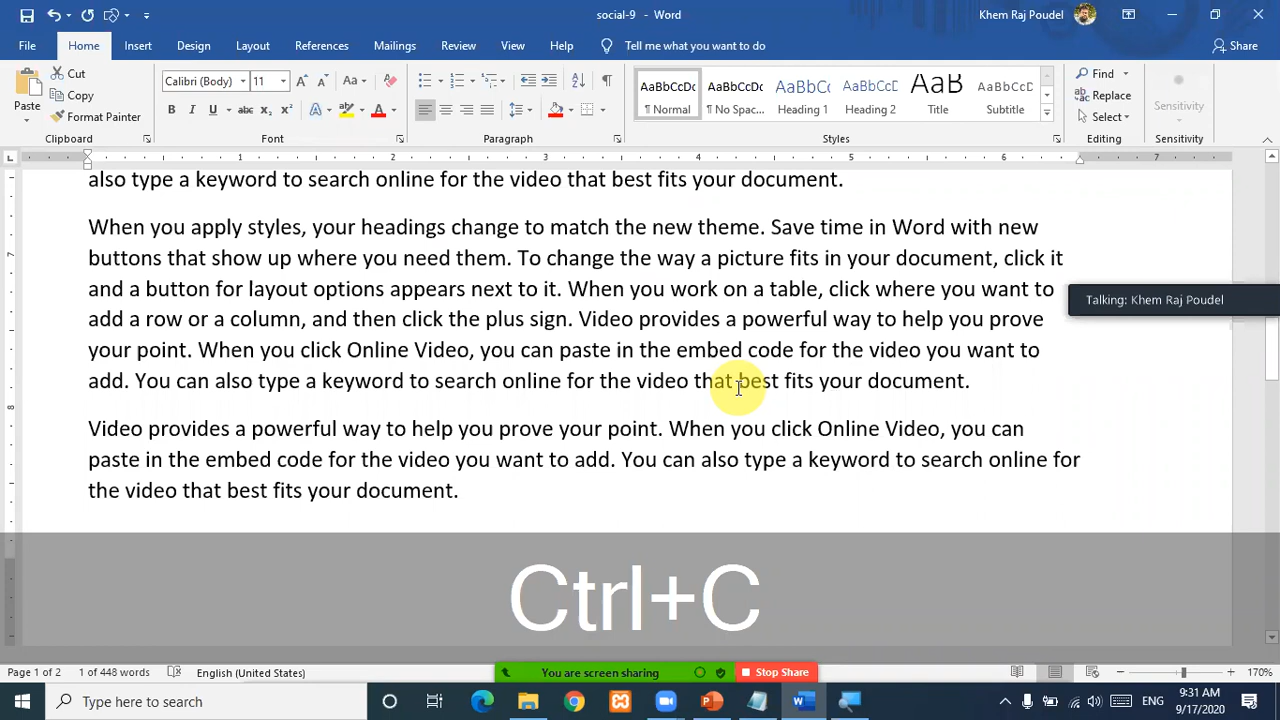 social-9 - Word
Khem Raj Poudel
File Home Insert Design Layout References Mailings Review View Help Tell me what you want to do Share
Paste
Cut
Copy
Format Painter
Clipboard
Calibri (Body) 11
Font
Paragraph
AaBbCcDc AaBbCcDc AaBbCc AaBbCcD AaB AaBbCcD
¶ Normal ¶ No Spac... Heading 1 Heading 2 Title Subtitle
Styles
Find
Replace
Select
Editing
Sensitivity
Sensitivity
1 2 3 4 5 6 7
also type a keyword to search online for the video that best fits your document.
When you apply styles, your headings change to match the new theme. Save time in Word with new
buttons that show up where you need them. To change the way a picture fits in your document, click it
and a button for layout options appears next to it. When you work on a table, click where you want to
add a row or a column, and then click the plus sign. Video provides a powerful way to help you prove
your point. When you click Online Video, you can paste in the embed code for the video you want to
add. You can also type a keyword to search online for the video that best fits your document.
Talking: Khem Raj Poudel
Video provides a powerful way to help you prove your point. When you click Online Video, you can
paste in the embed code for the video you want to add. You can also type a keyword to search online for
the video that best fits your document.
7
8
Ctrl+C
Page 1 of 2 1 of 448 words English (United States) You are screen sharing Stop Share 170%
Type here to search
ENG
9:31 AM
9/17/2020